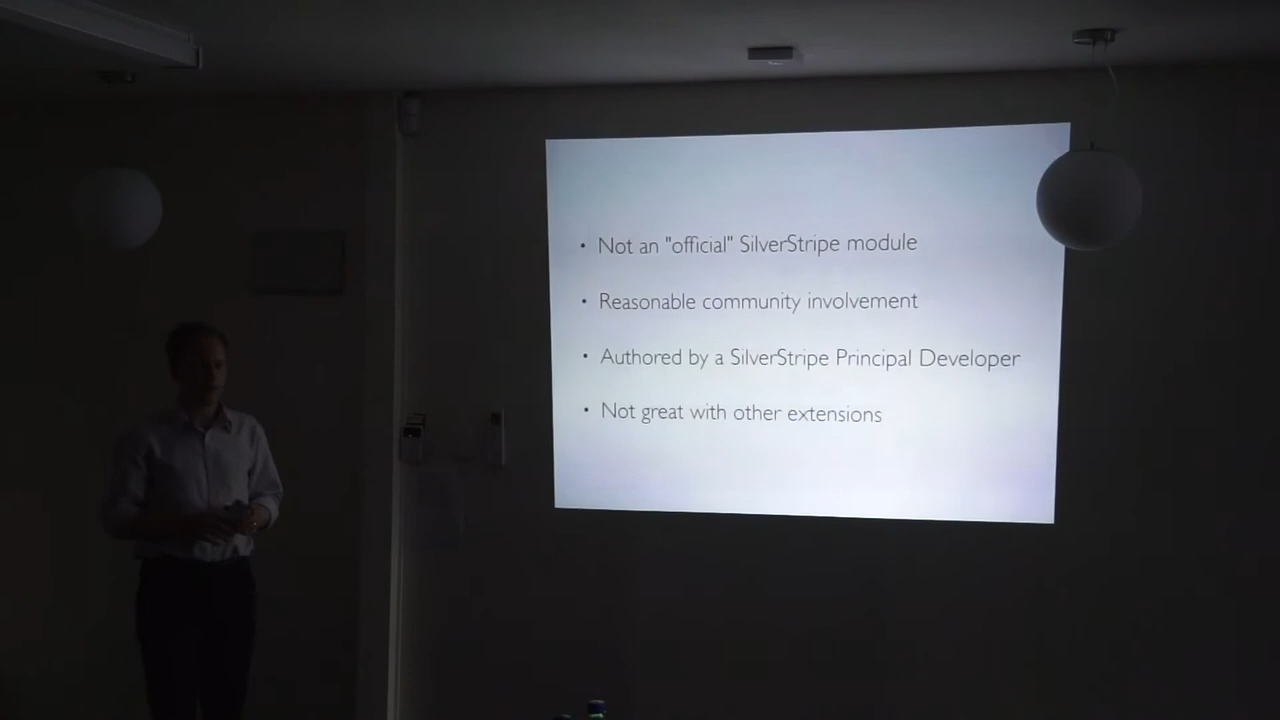 • Not an "official" SilverStripe module
• Reasonable community involvement
• Authored by a SilverStripe Principal Developer
• Not great with other extensions